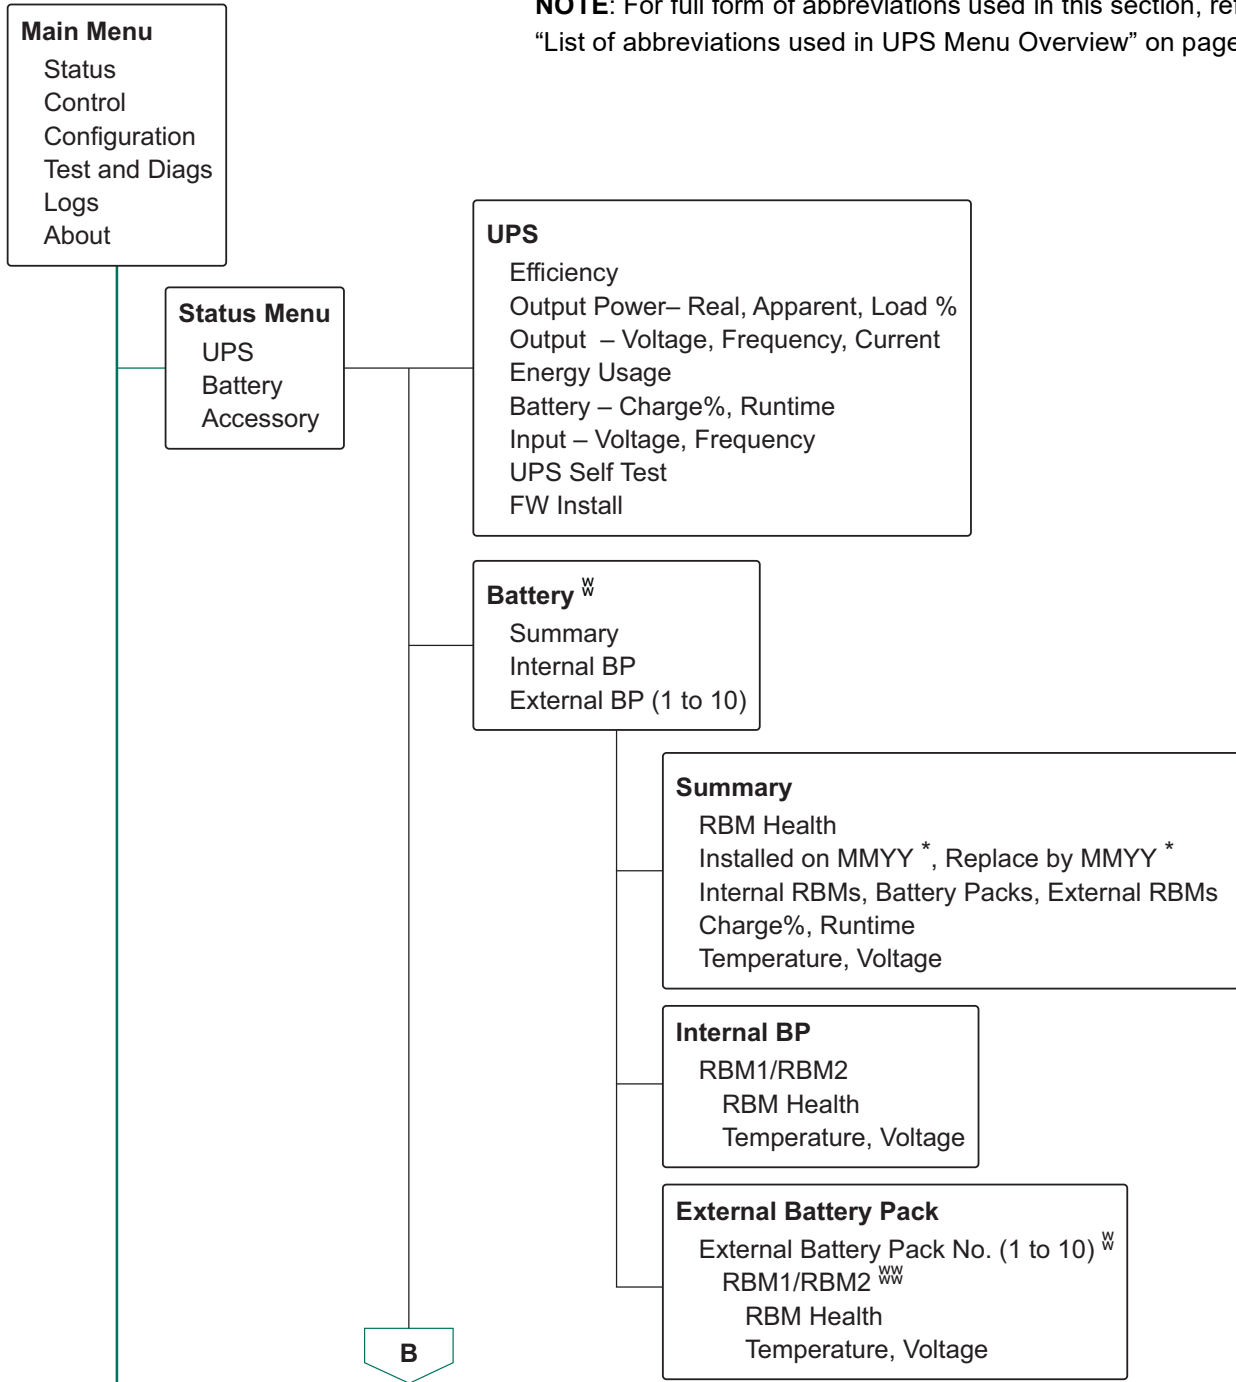 NOTE: For full form of abbreviations used in this section, ref
“List of abbreviations used in UPS Menu Overview” on page
Main Menu
Status
Control
Configuration
Test and Diags
Logs
About
Status Menu
UPS
Battery
Accessory
UPS
Efficiency
Output Power– Real, Apparent, Load %
Output – Voltage, Frequency, Current
Energy Usage
Battery – Charge%, Runtime
Input – Voltage, Frequency
UPS Self Test
FW Install
Battery ʬ
Summary
Internal BP
External BP (1 to 10)
Summary
RBM Health
Installed on MMYY *, Replace by MMYY *
Internal RBMs, Battery Packs, External RBMs
Charge%, Runtime
Temperature, Voltage
Internal BP
RBM1/RBM2
RBM Health
Temperature, Voltage
External Battery Pack
External Battery Pack No. (1 to 10) ʬ
RBM1/RBM2 ʬʬ
RBM Health
Temperature, Voltage
B